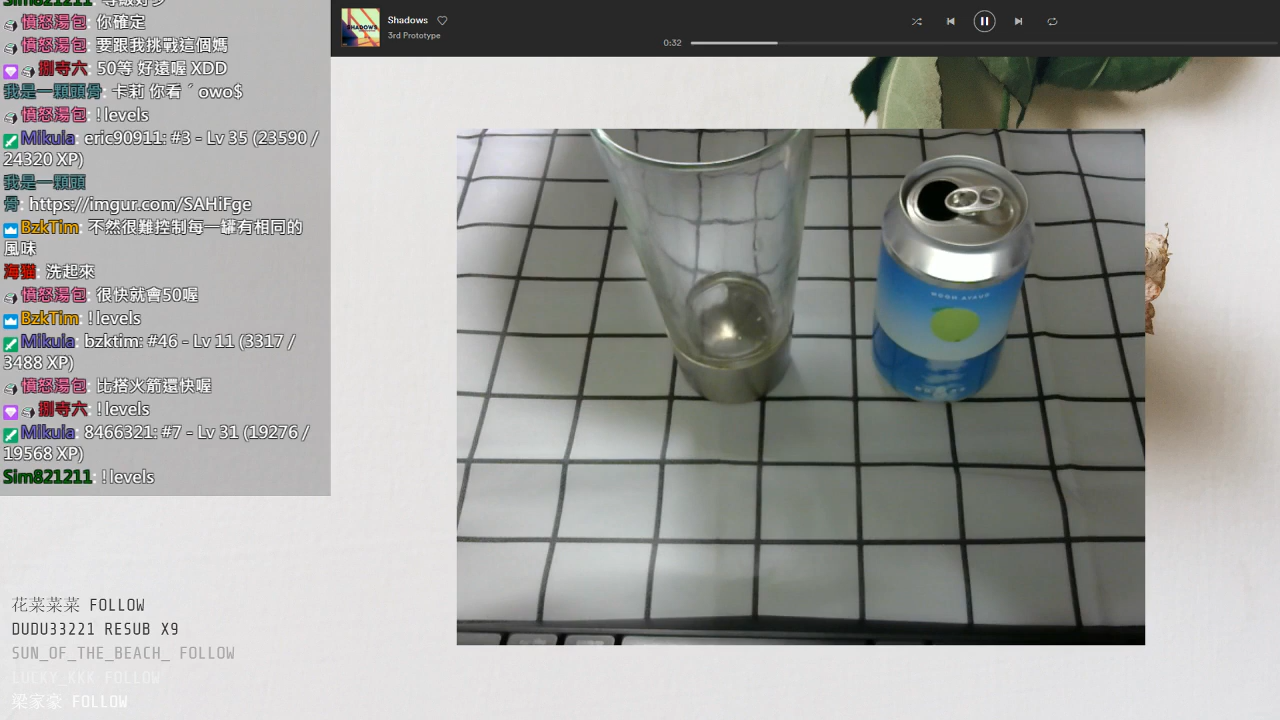 Sim821211: 等級好多
憤怒湯包: 你確定
憤怒湯包: 要跟我挑戰這個媽
捌寺六: 50等 好遠喔 XDD
我是一顆頭骨: 卡莉 你看 ˊ owo$
憤怒湯包: !levels
Mikuia: eric90911: #3 - Lv 35 (23590 /
24320 XP)
我是一顆頭
骨: https://imgur.com/SAHiFge
BzkTim: 不然很難控制每一罐有相同的
風味
海貓: 洗起來
憤怒湯包: 很快就會50喔
BzkTim: !levels
Mikuia: bzktim: #46 - Lv 11 (3317 /
3488 XP)
憤怒湯包: 比搭火箭還快喔
捌寺六: !levels
Mikuia: 8466321: #7 - Lv 31 (19276 /
19568 XP)
Sim821211: !levels
SHADOWS
Shadows
3rd Prototype
0:32
花菜菜菜 FOLLOW
DUDU33221 RESUB X9
SUN_OF_THE_BEACH_ FOLLOW
LUCKY_KKK FOLLOW
梁家豪 FOLLOW